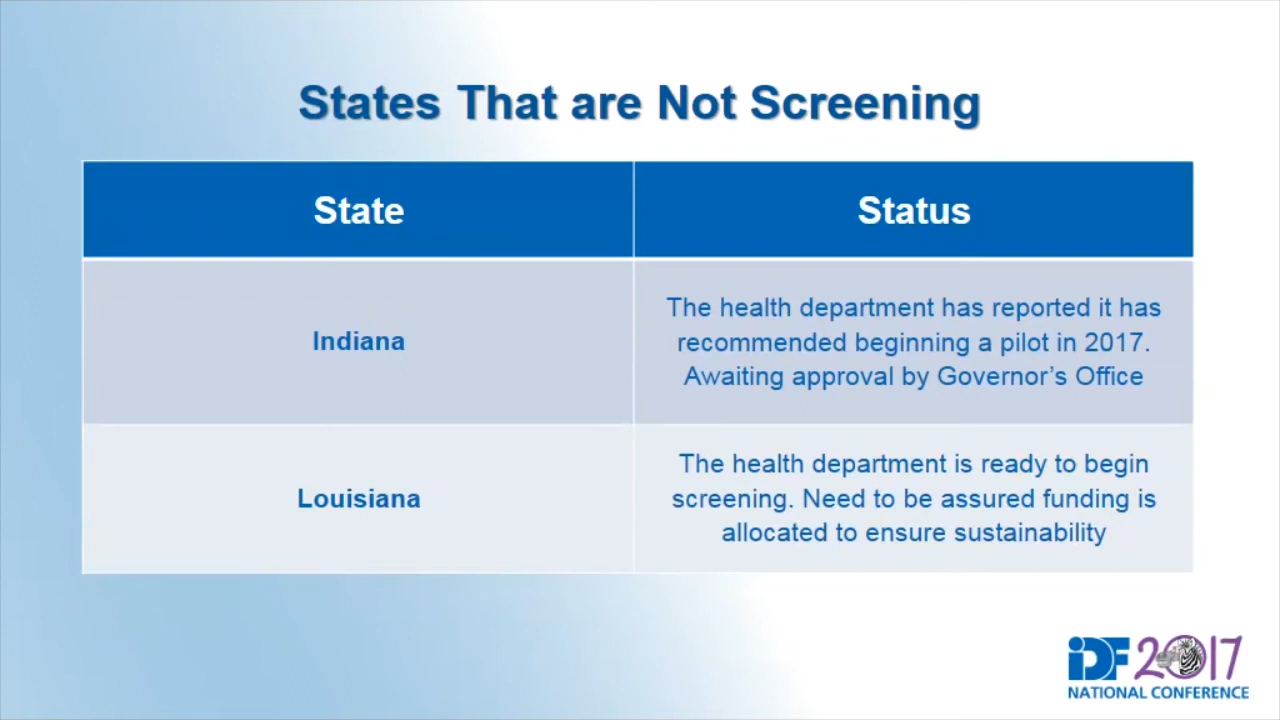 States That are Not Screening
State
Status
Indiana
The health department has reported it has
recommended beginning a pilot in 2017.
Awaiting approval by Governor's Office
Louisiana
The health department is ready to begin
screening. Need to be assured funding is
allocated to ensure sustainability
iDF 2017
NATIONAL CONFERENCE